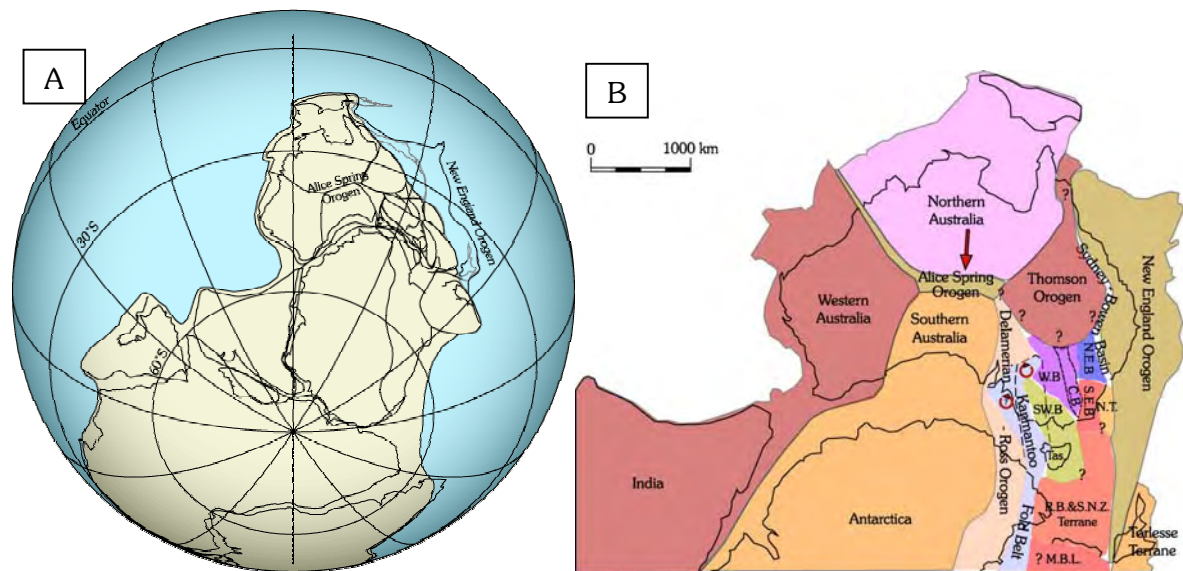 A
Equator
30°S
60°S
Alice Spring
Orogen
New England Orogen
B
0
1000 km
Northern
Australia
Alice Spring
Orogen
Western
Australia
Southern
Australia
Thomson
Orogen
Sydney - Bowen Basin
New England Orogen
Delamerian - Ross Orogen
Kanmantoo Fold Belt
W.B
C.B
N.E.B
S.E.B
N.T.
SW.B
Tas.
India
Antarctica
R.B.&S.N.Z.
Terrane
? M.B.L.
Torlesse
Terrane
?
?
?
?
?
?
?
?